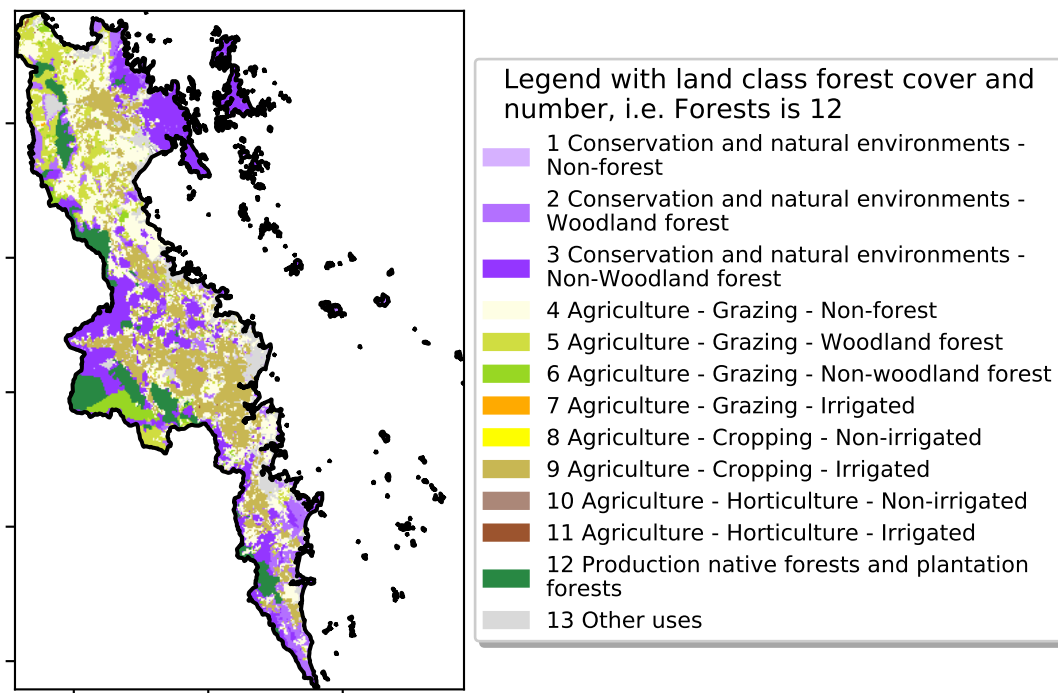 Legend with land class forest cover and
number, i.e. Forests is 12
1 Conservation and natural environments -
Non-forest
2 Conservation and natural environments -
Woodland forest
3 Conservation and natural environments -
Non-Woodland forest
4 Agriculture - Grazing - Non-forest
5 Agriculture - Grazing - Woodland forest
6 Agriculture - Grazing - Non-woodland forest
7 Agriculture - Grazing - Irrigated
8 Agriculture - Cropping - Non-irrigated
9 Agriculture - Cropping - Irrigated
10 Agriculture - Horticulture - Non-irrigated
11 Agriculture - Horticulture - Irrigated
12 Production native forests and plantation
forests
13 Other uses